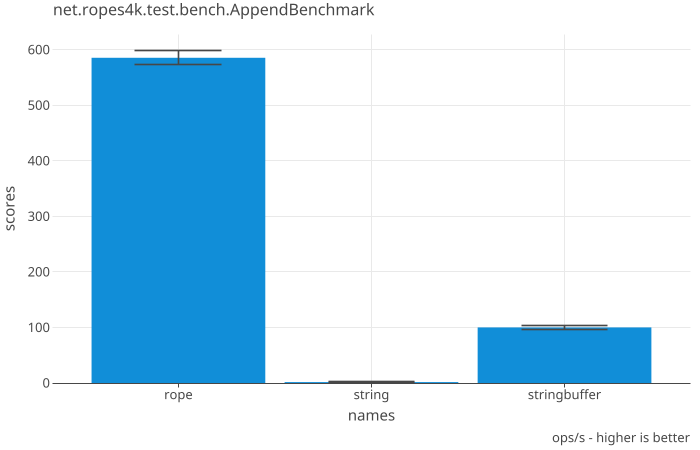 net.ropes4k.test.bench.AppendBenchmark
600
500
400
300
200
100
0
scores
rope
string
stringbuffer
names
ops/s - higher is better